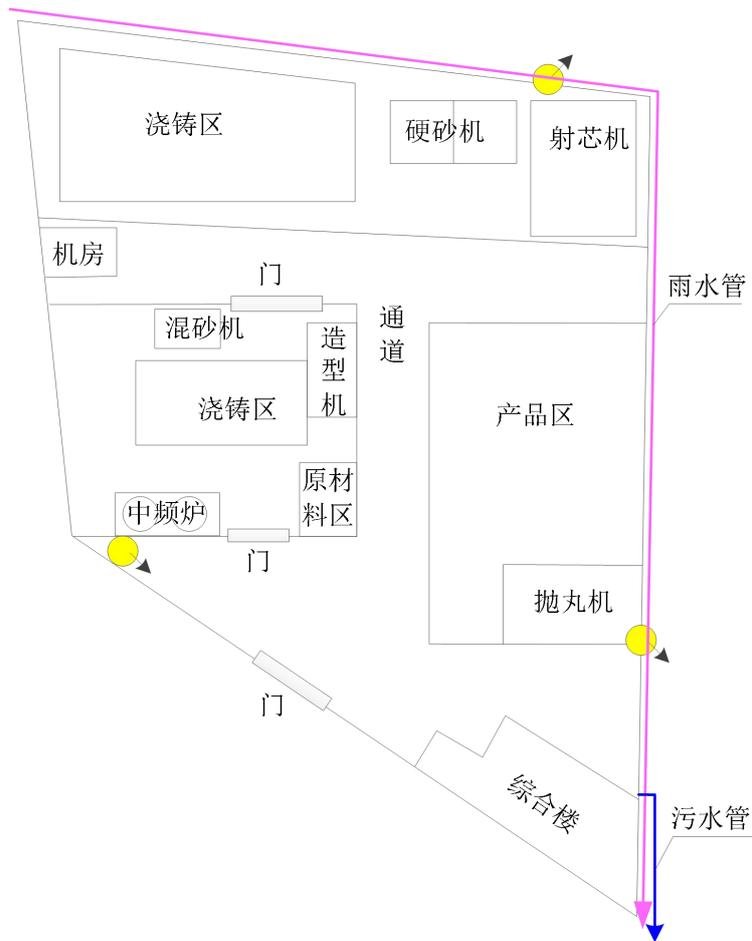 浇铸区
硬砂机
射芯机
机房
门
雨水管
混砂机
造
型
机
通
道
浇铸区
产品区
原材
料区
中频炉
门
抛丸机
门
综合楼
污水管